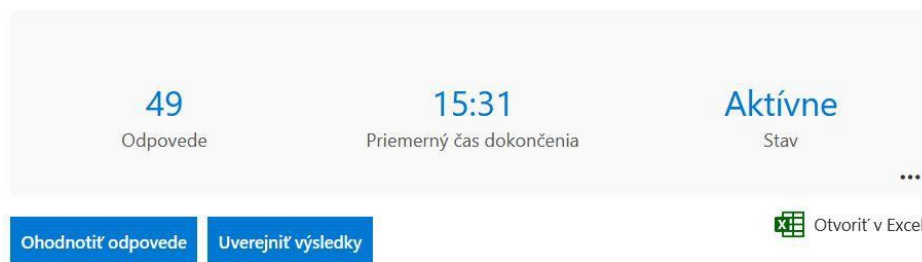 49 15:31 Aktívne
Odpovede Priemerný čas dokončenia Stav
...
Otvoriť v Excel
Ohodnotiť odpovede Uverejniť výsledky